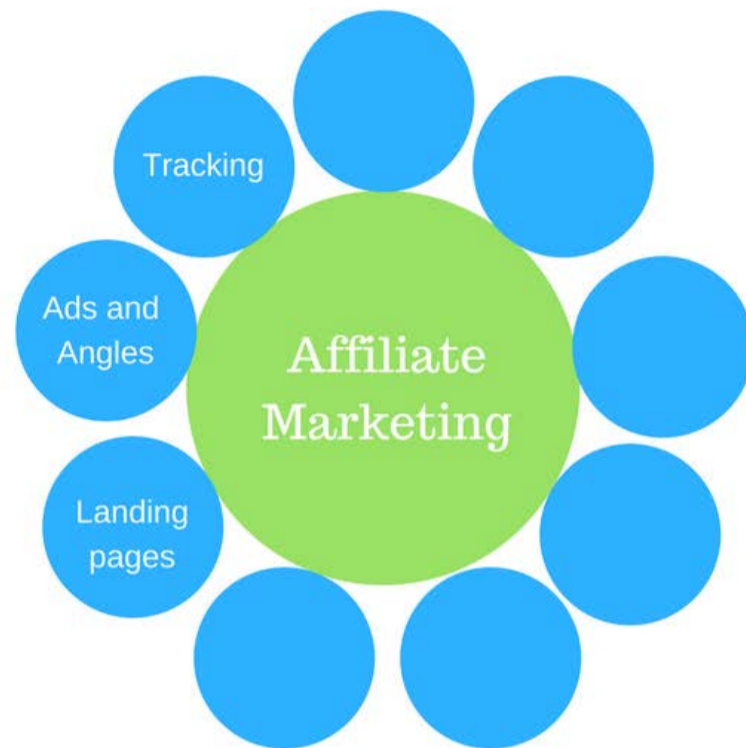 Tracking
Ads and
Angles
Affiliate
Marketing
Landing
pages